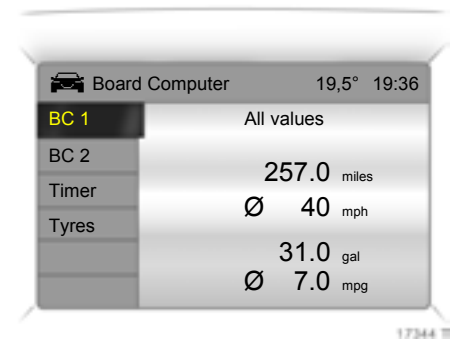 Board Computer 19,5° 19:36
BC 1
All values
BC 2
Timer
Tyres
257.0 miles
Ø 40 mph
31.0 gal
Ø 7.0 mpg
17344 T